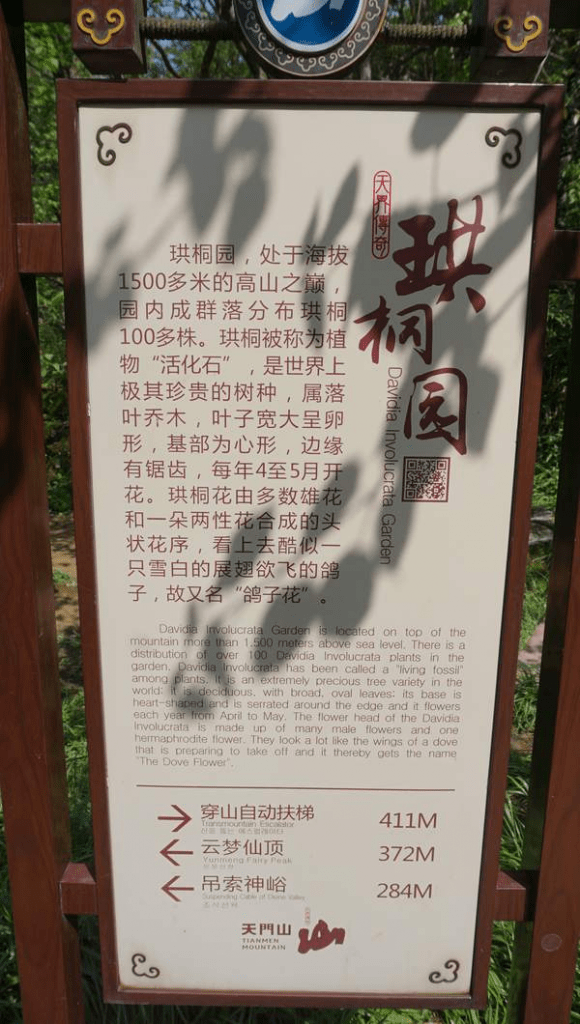 天界傳奇
珙桐园
Davidia Involucrata Garden
珙桐园，处于海拔
1500多米的高山之巅，
园内成群落分布珙桐
100多株。珙桐被称为植
物“活化石”，是世界上
极其珍贵的树种，属落
叶乔木，叶子宽大呈卵
形，基部为心形，边缘
有锯齿，每年4至5月开
花。珙桐花由多数雄花
和一朵两性花合成的头
状花序，看上去酷似一
只雪白的展翅欲飞的鸽
子，故又名“鸽子花”。
Davidia Involucrata Garden is located on top of the
mountain more than 1,500 meters above sea level. There is a
distribution of over 100 Davidia Involucrata plants in the
garden. Davidia Involucrata has been called a "living fossil"
among plants. It is an extremely precious tree variety in the
world; it is deciduous, with broad, oval leaves; its base is
heart-shaped and is serrated around the edge and it flowers
each year from April to May. The flower head of the Davidia
Involucrata is made up of many male flowers and one
hermaphrodite flower. They look a lot like the wings of a dove
that is preparing to take off and it thereby gets the name
"The Dove Flower".
穿山自动扶梯 411M
Transmountain Escalator
云梦仙顶 372M
Yunmeng Fairy Peak
吊索神峪 284M
天門山
TIANMEN
MOUNTAIN